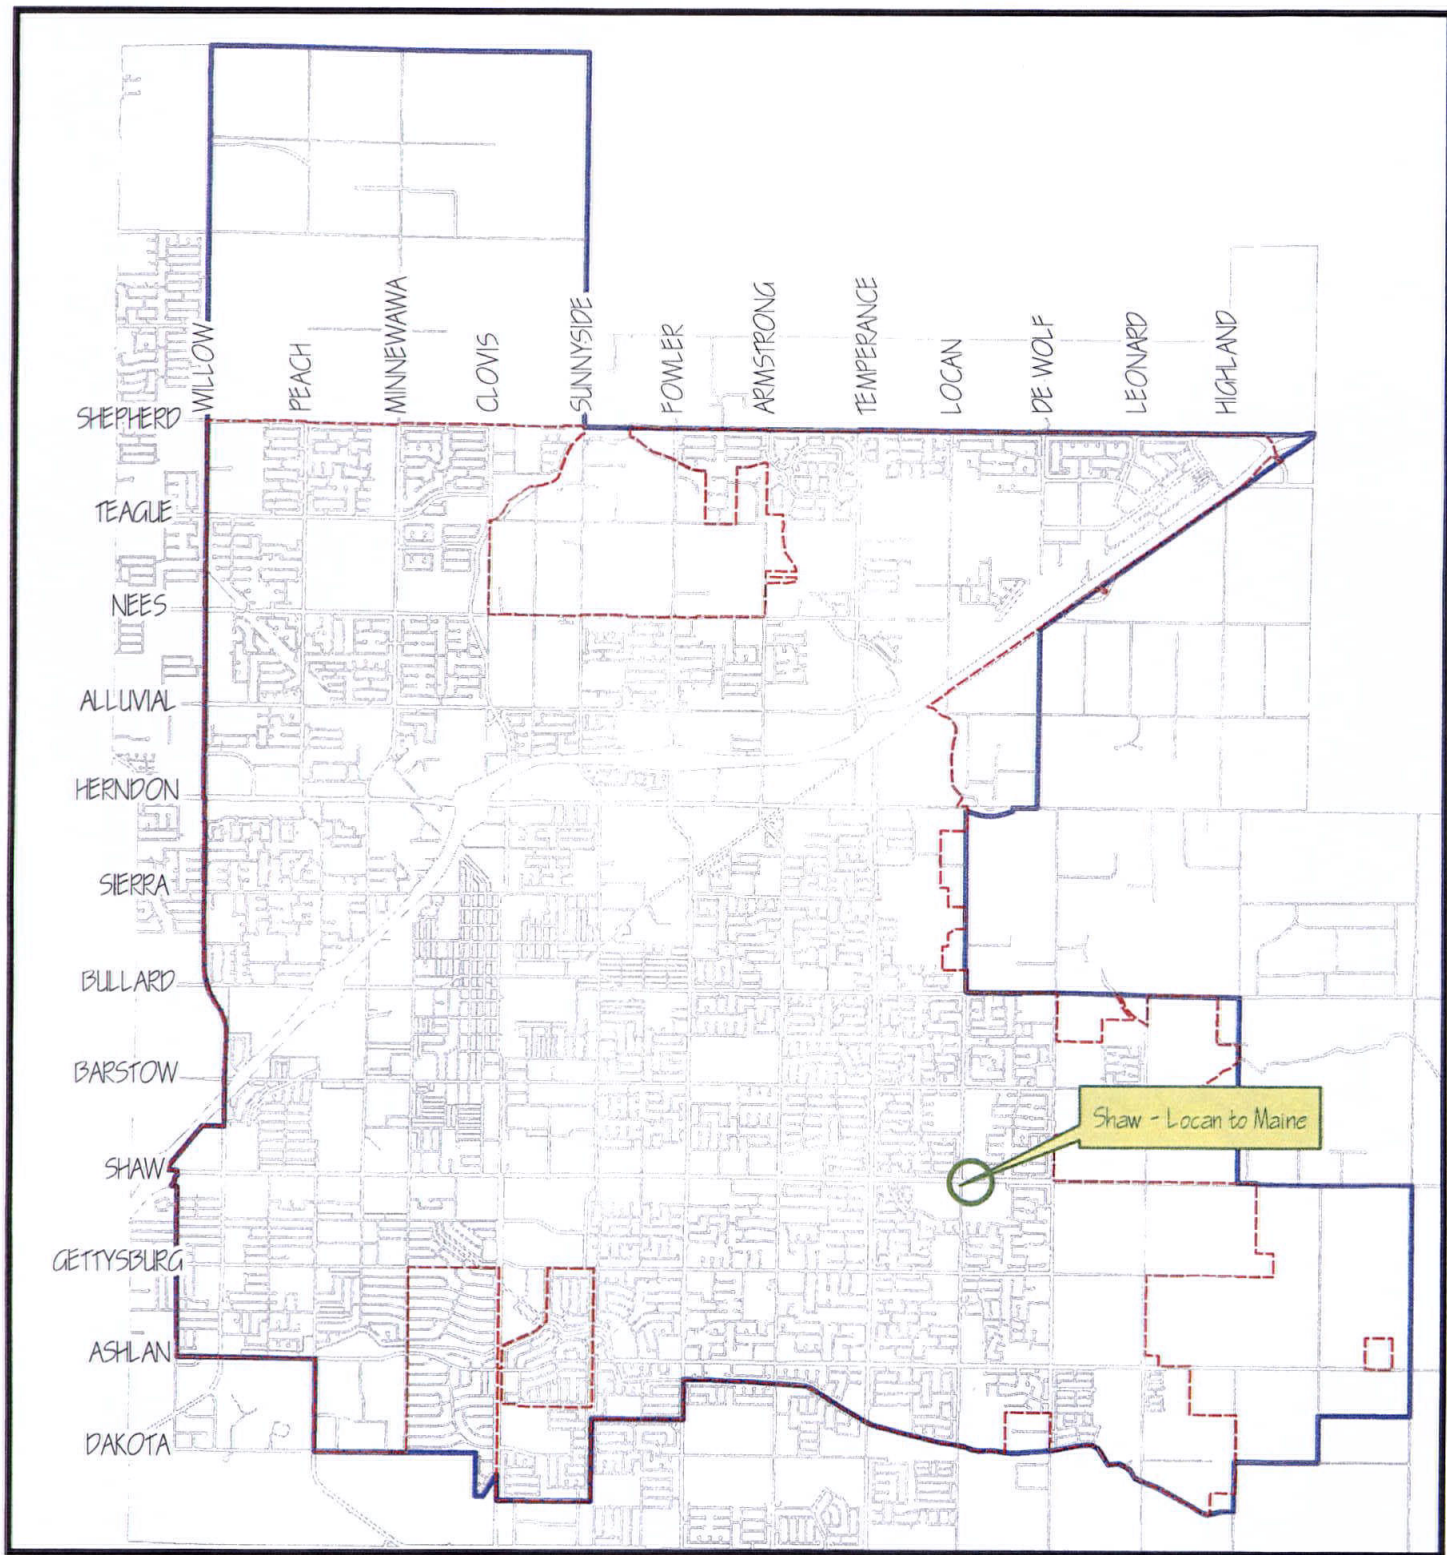 WILLOW
PEACH
MINNEWAWA
CLOVIS
SUNNYSIDE
FOWLER
ARMSTRONG
TEMPERANCE
LOCAN
DE WOLF
LEONARD
HIGHLAND
SHEPHERD
TEAGUE
NEES
ALLUVIAL
HERNDON
SIERRA
BULLARD
BARSTOW
Shaw - Locan to Maine
SHAW
GETTYSBURG
ASHLAN
DAKOTA